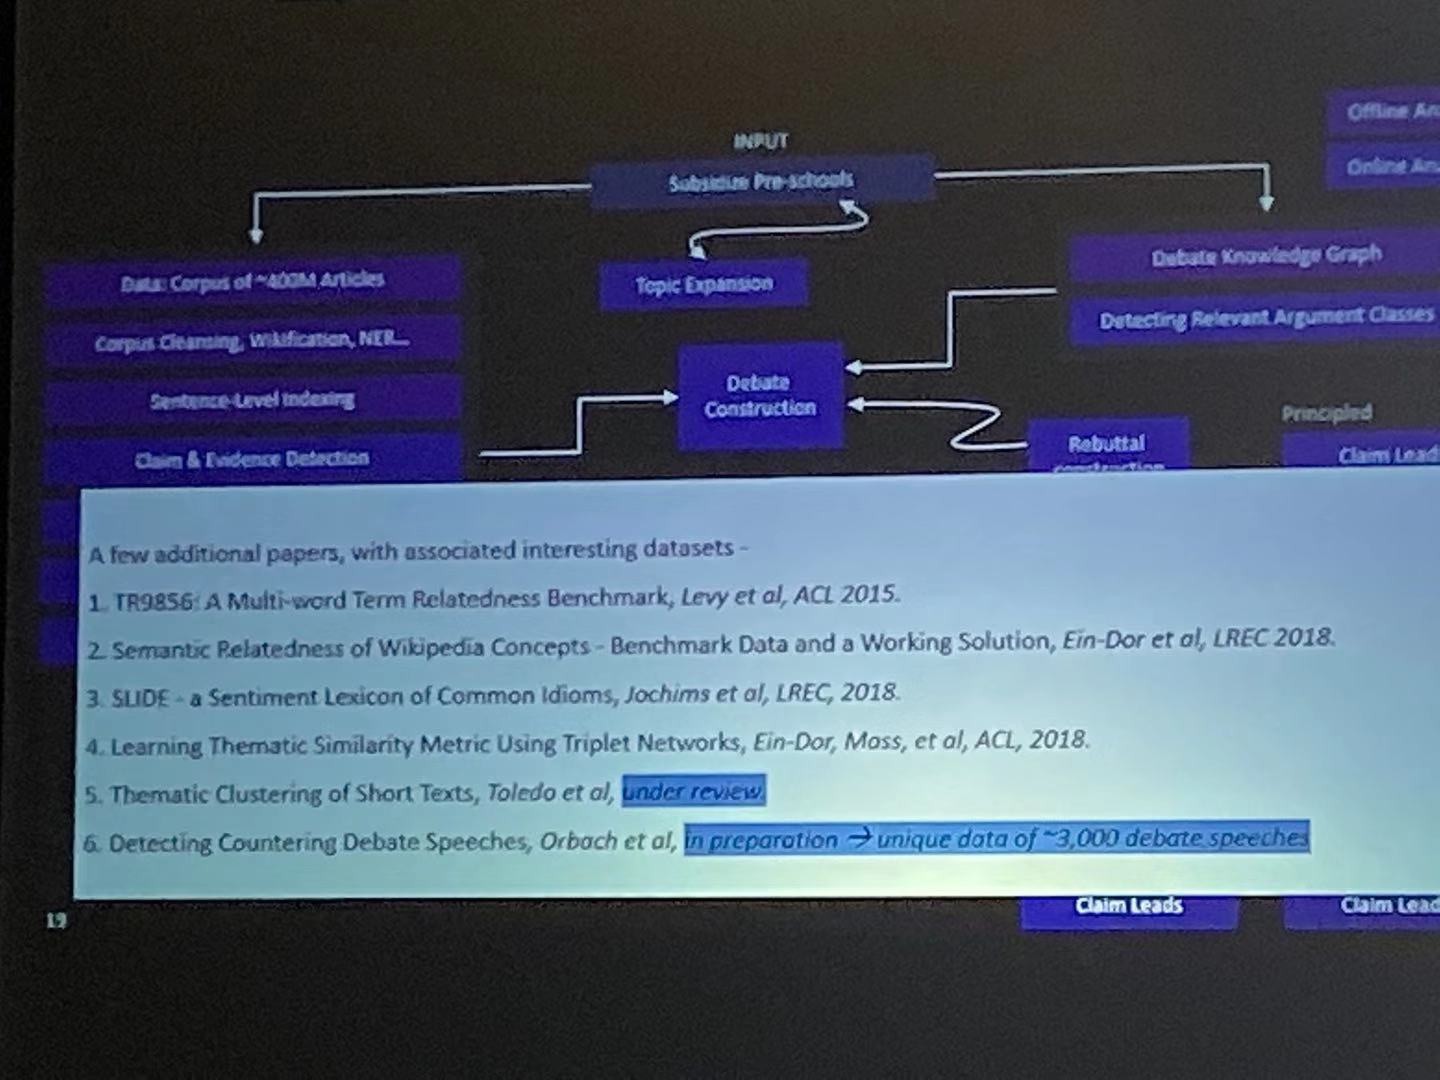 INPUT
Subsidize Pre-schools
Offline An
Online An
Data: Corpus of ~400M Articles
Topic Expansion
Debate Knowledge Graph
Corpus Cleansing, Wikification, NER...
Detecting Relevant Argument Classes
Sentence-Level Indexing
Debate
Construction
Principled
Claim & Evidence Detection
Rebuttal
construction
Claim Lead
A few additional papers, with associated interesting datasets -
1. TR9856: A Multi-word Term Relatedness Benchmark, Levy et al, ACL 2015.
2. Semantic Relatedness of Wikipedia Concepts - Benchmark Data and a Working Solution, Ein-Dor et al, LREC 2018.
3. SLIDE - a Sentiment Lexicon of Common Idioms, Jochims et al, LREC, 2018.
4. Learning Thematic Similarity Metric Using Triplet Networks, Ein-Dor, Mass, et al, ACL, 2018.
5. Thematic Clustering of Short Texts, Toledo et al, under review.
6. Detecting Countering Debate Speeches, Orbach et al, in preparation → unique data of ~3,000 debate speeches
Claim Leads
Claim Lead
19